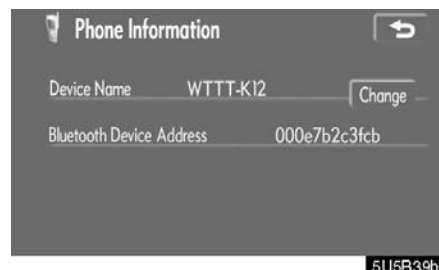 Phone Information
Device Name WTTT-K12 Change
Bluetooth Device Address 000e7b2c3fcb
5U5B39b